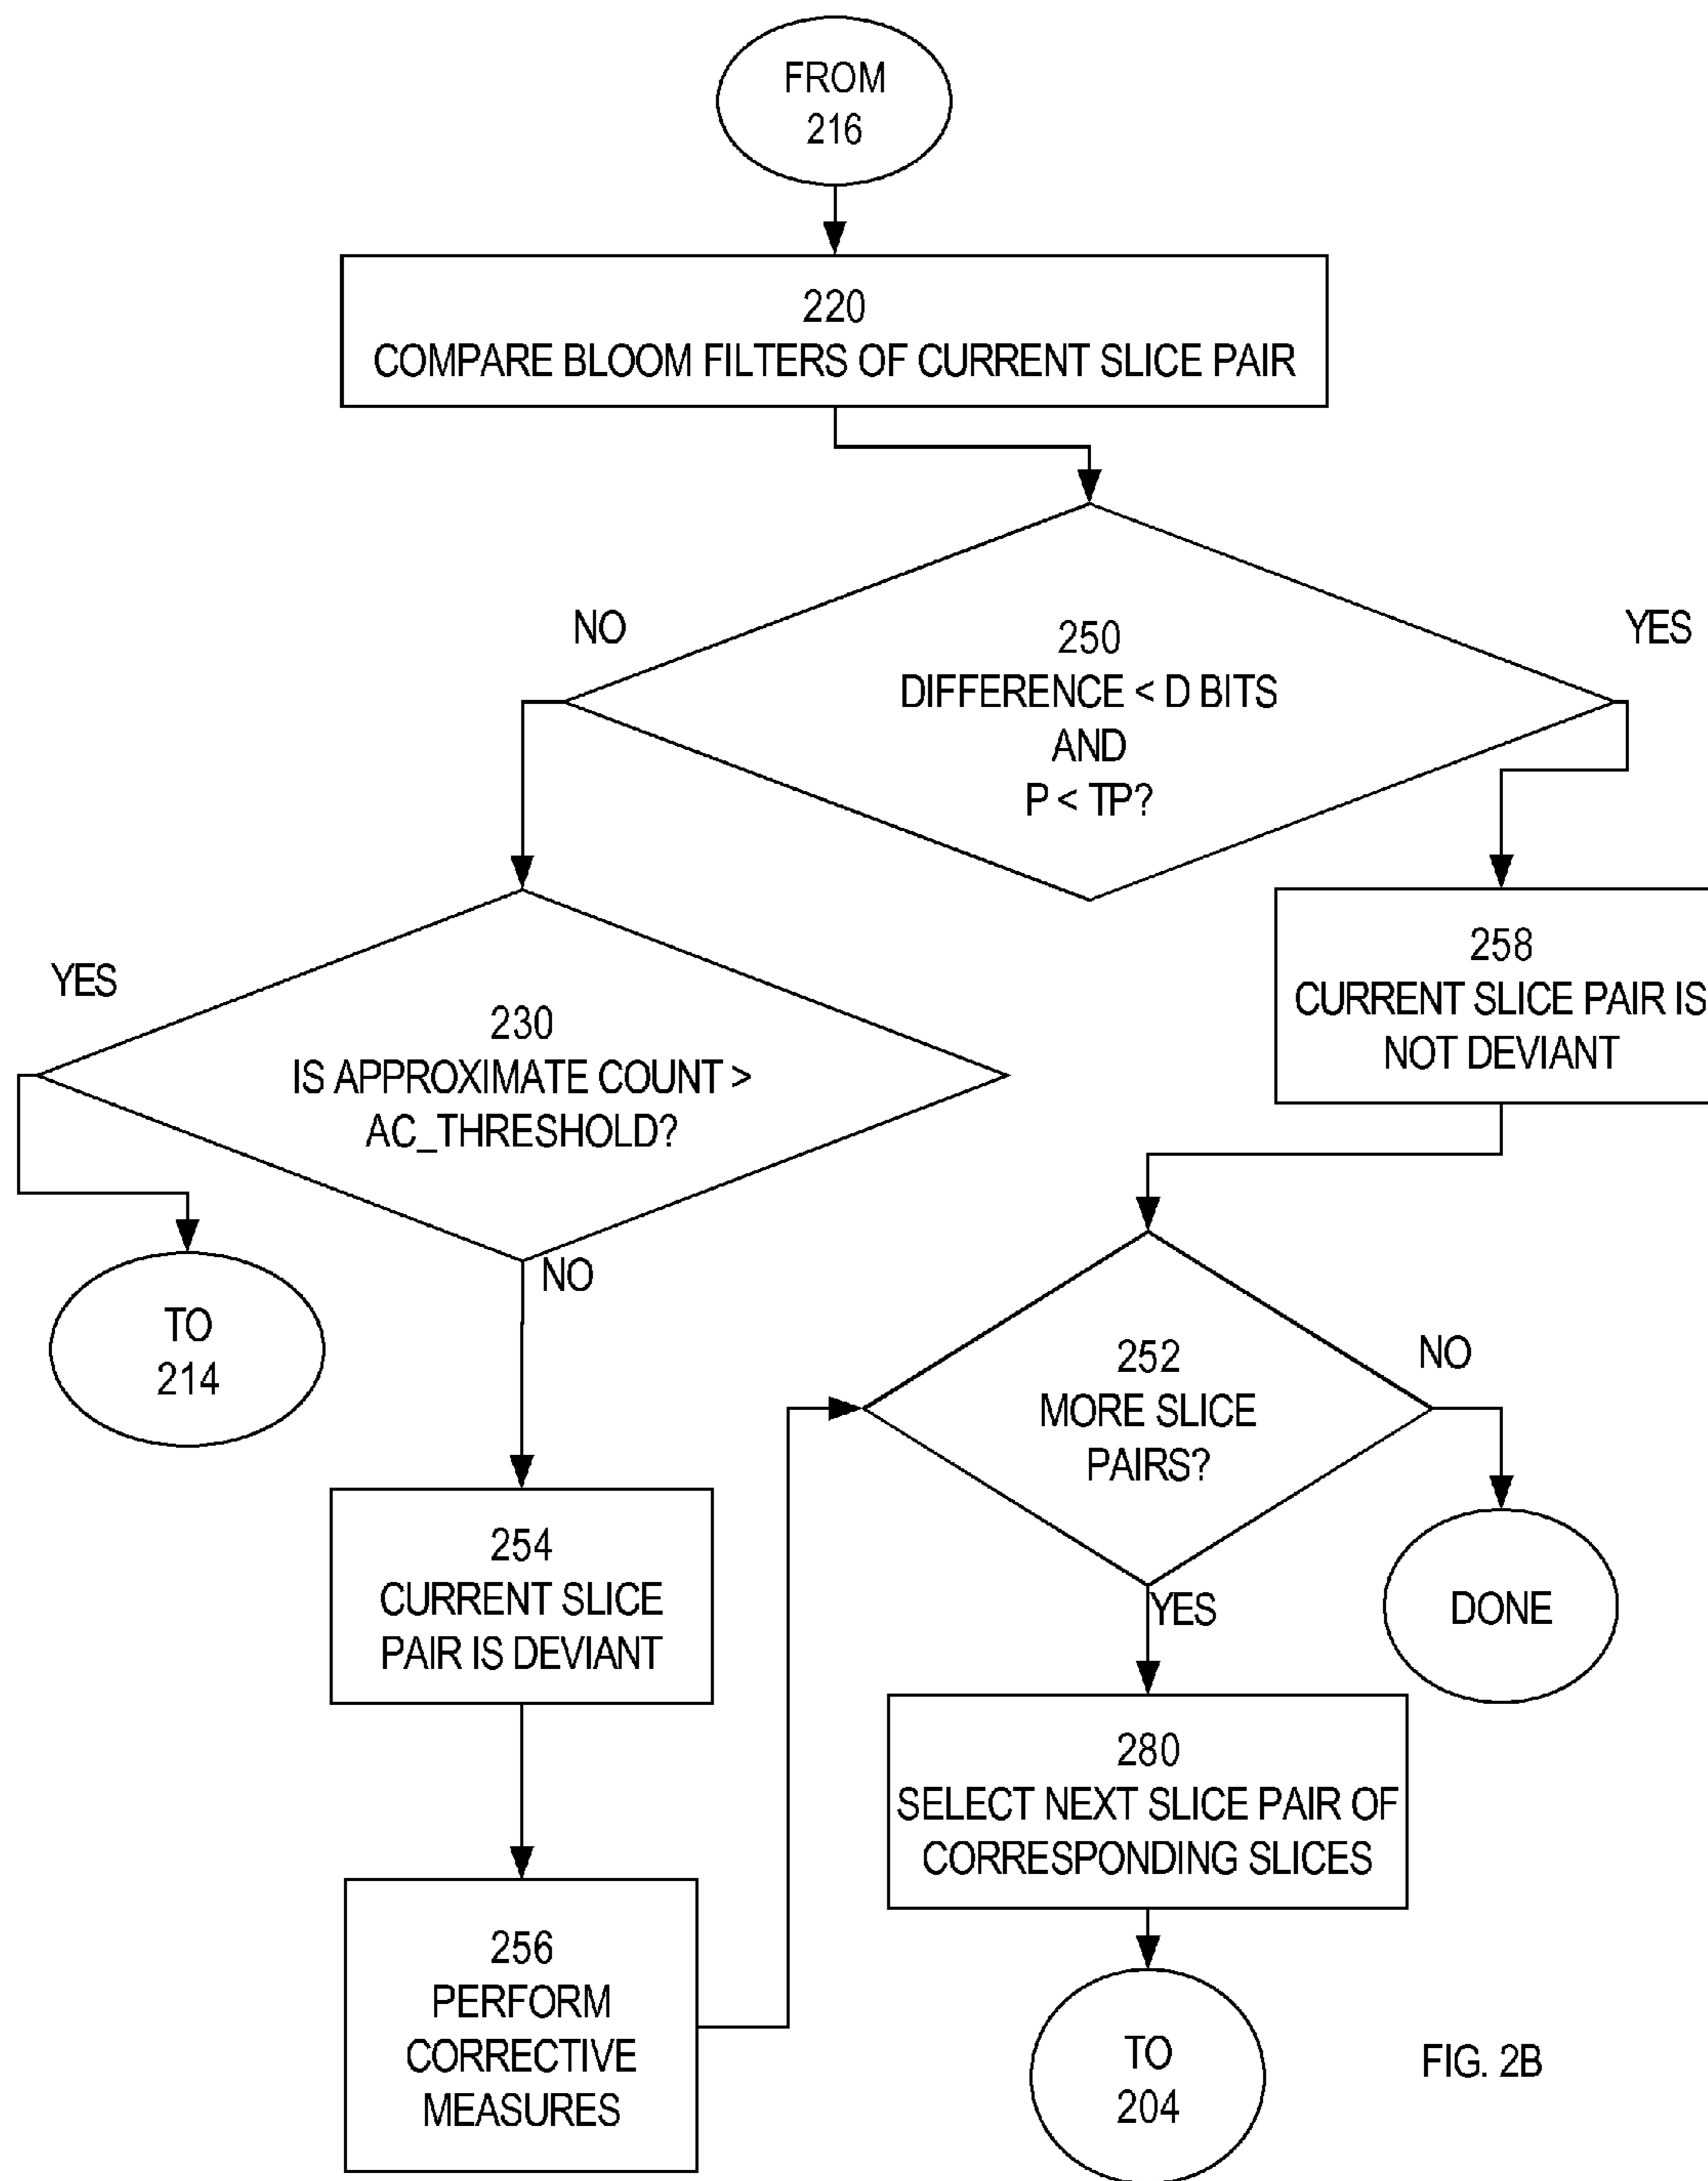 FROM
216
220
COMPARE BLOOM FILTERS OF CURRENT SLICE PAIR
NO
YES
250
DIFFERENCE < D BITS
AND
P < TP?
YES
230
IS APPROXIMATE COUNT >
AC_THRESHOLD?
258
CURRENT SLICE PAIR IS
NOT DEVIANT
NO
TO
214
252
MORE SLICE
PAIRS?
NO
254
CURRENT SLICE
PAIR IS DEVIANT
YES
DONE
280
SELECT NEXT SLICE PAIR OF
CORRESPONDING SLICES
256
PERFORM
CORRECTIVE
MEASURES
TO
204
FIG. 2B